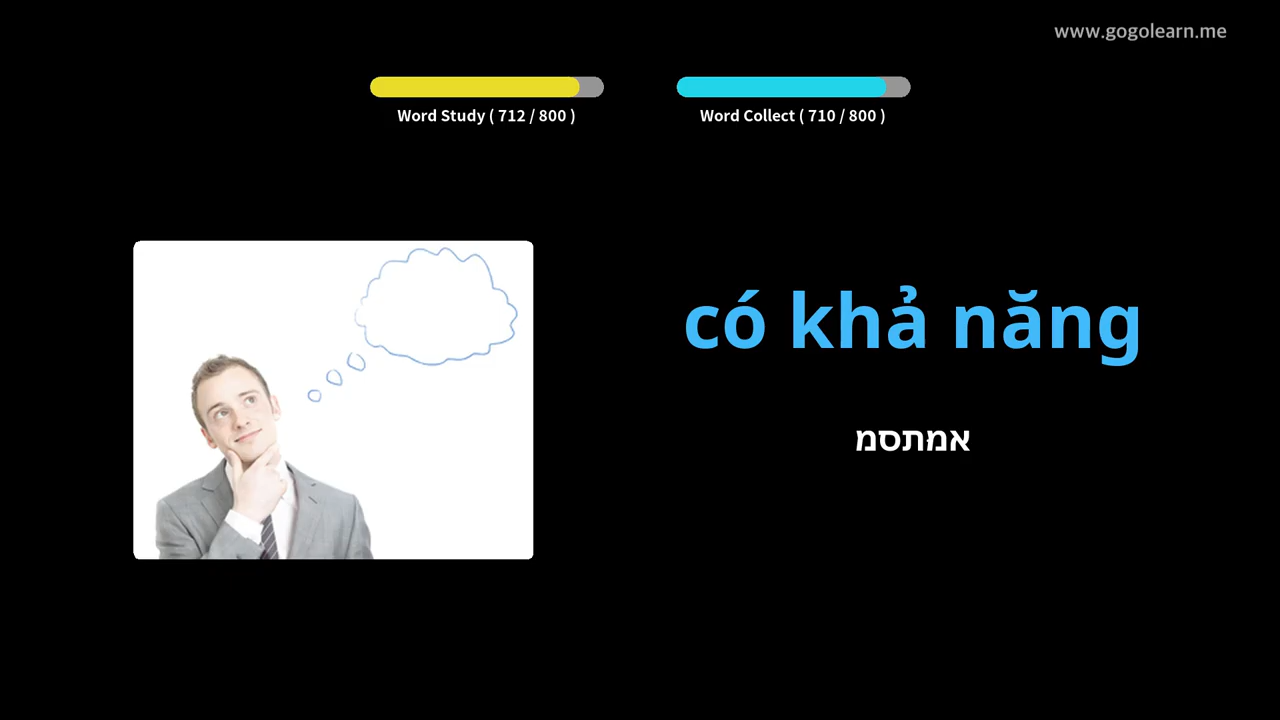 www.gogolearn.me
Word Study ( 712 / 800 )
Word Collect ( 710 / 800 )
có khả năng
אמתסמ